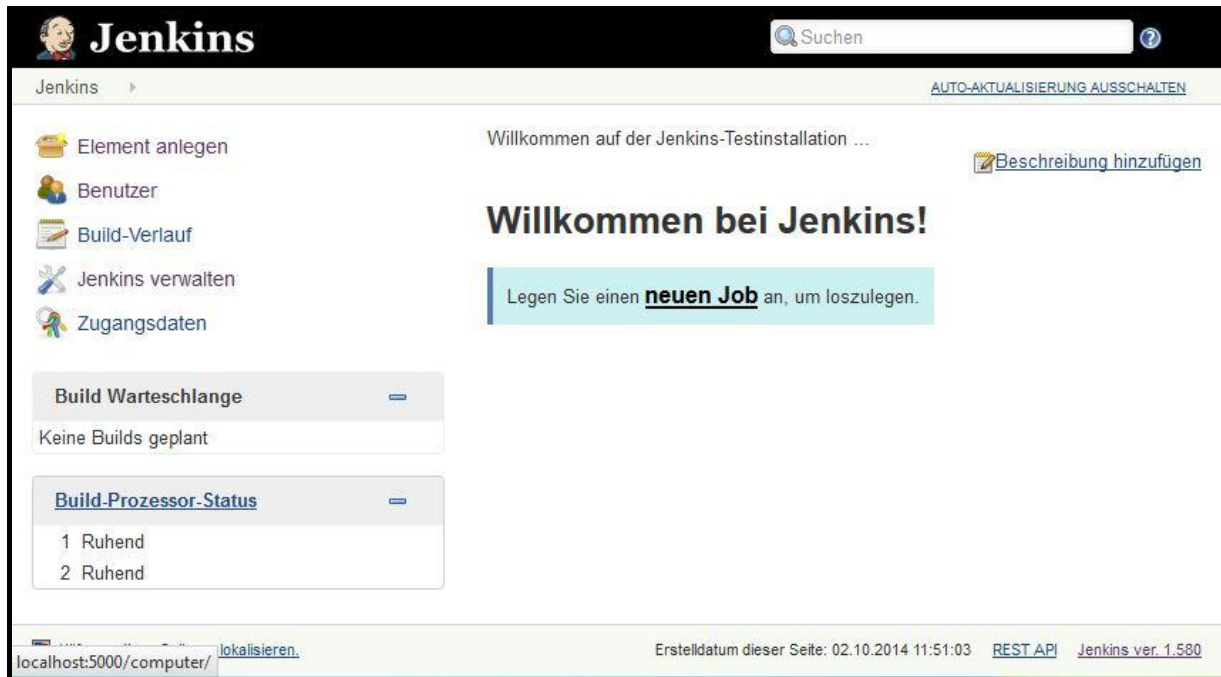 Jenkins
Suchen
Jenkins
AUTO-AKTUALISIERUNG AUSSCHALTEN
Element anlegen
Benutzer
Build-Verlauf
Jenkins verwalten
Zugangsdaten
Build Warteschlange
Keine Builds geplant
Build-Prozessor-Status
1 Ruhend
2 Ruhend
Willkommen auf der Jenkins-Testinstallation ...
Beschreibung hinzufügen
Willkommen bei Jenkins!
Legen Sie einen neuen Job an, um loszulegen.
lokalisieren.
localhost:5000/computer/
Erstelldatum dieser Seite: 02.10.2014 11:51:03 REST API Jenkins ver. 1.580